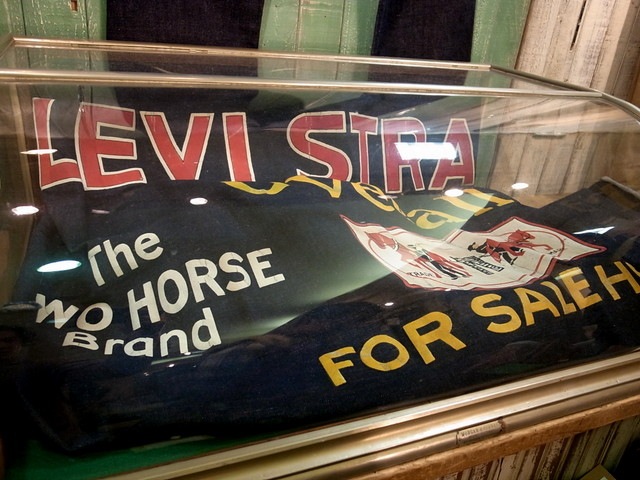 LEVI STRA
Overall
The
WO HORSE
Brand
FOR SALE H